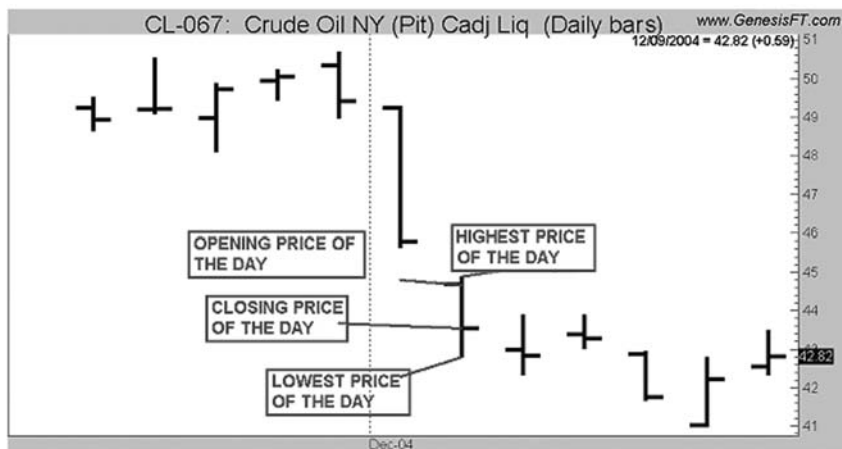 CL-067: Crude Oil NY (Pit) Cadj Liq (Daily bars)
www.GenesisFT.com
12/09/2004 = 42.82 (+0.59)
51
50
49
48
47
46
45
44
43
42.82
42
41
OPENING PRICE OF
THE DAY
HIGHEST PRICE
OF THE DAY
CLOSING PRICE
OF THE DAY
LOWEST PRICE
OF THE DAY
Dec-04